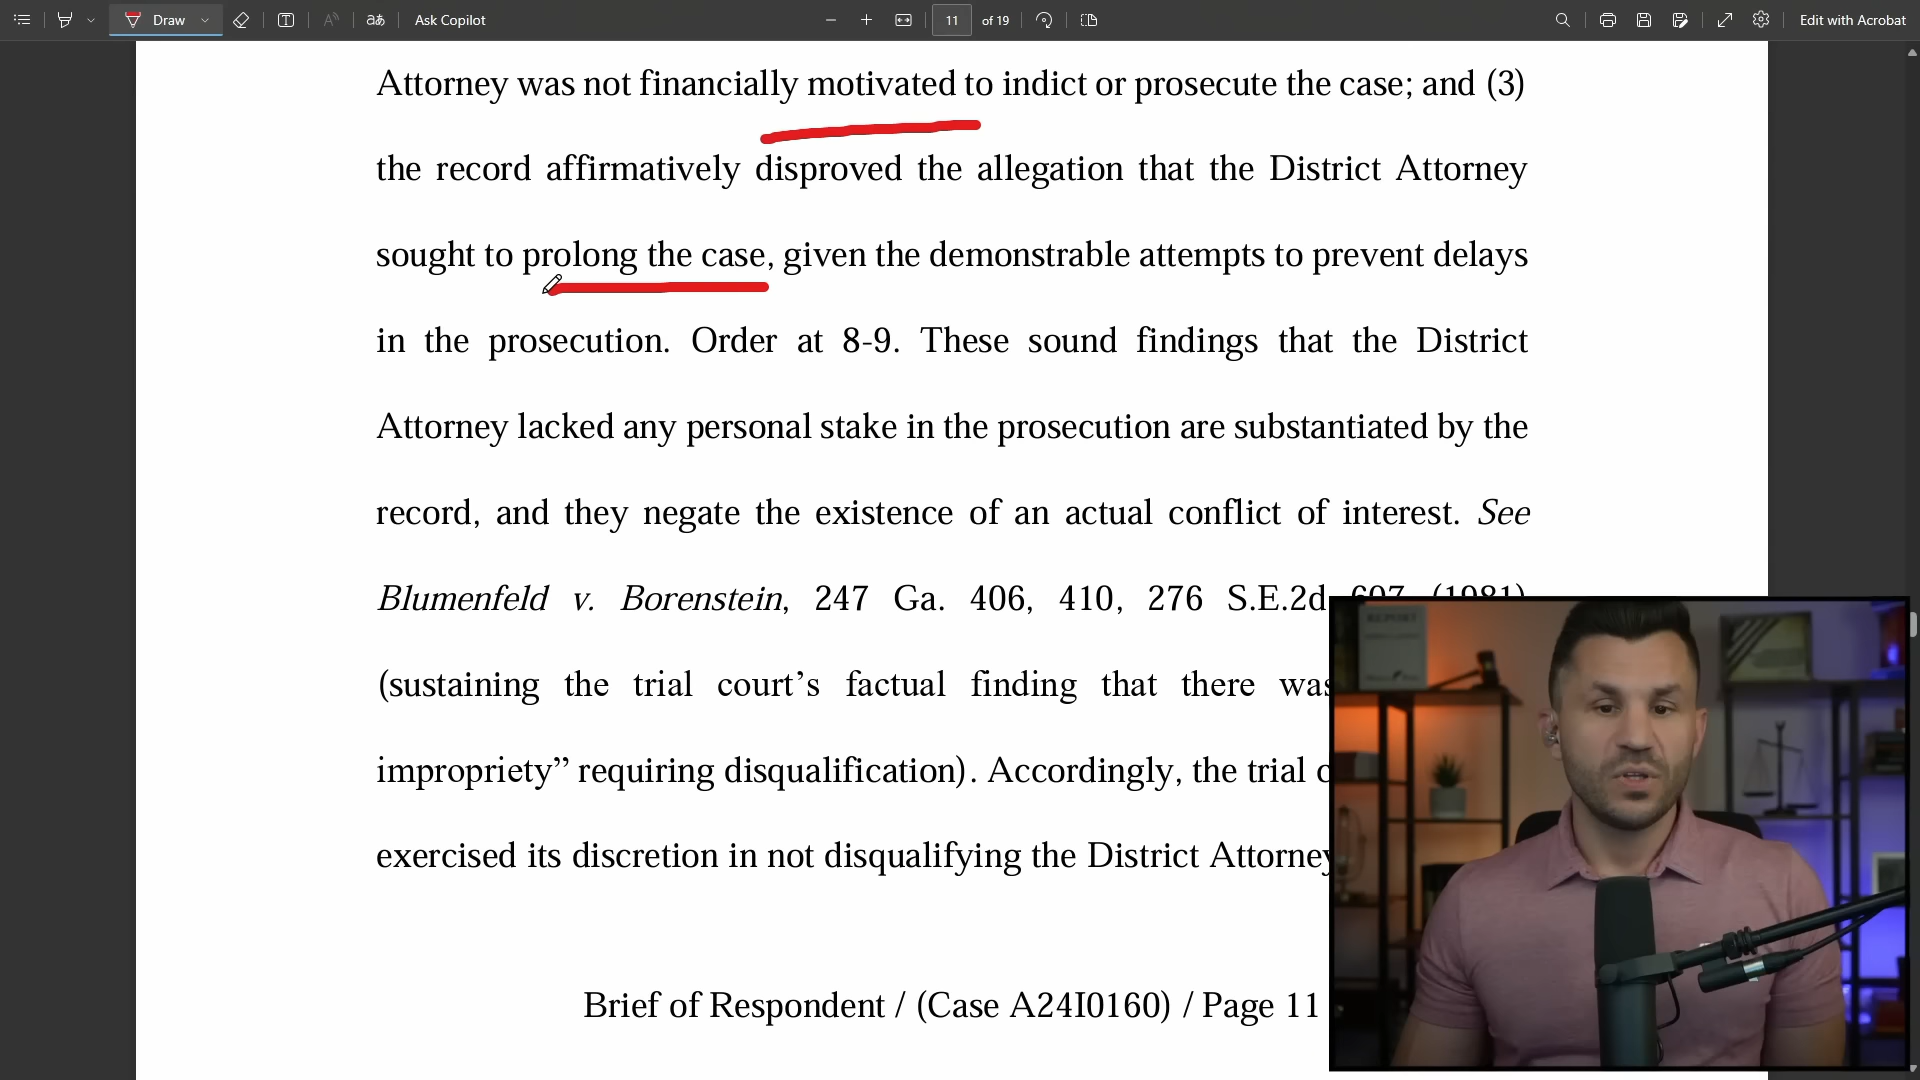 Draw
Ask Copilot
11 of 19
Edit with Acrobat
Attorney was not financially motivated to indict or prosecute the case; and (3)
the record affirmatively disproved the allegation that the District Attorney
sought to prolong the case, given the demonstrable attempts to prevent delays
in the prosecution. Order at 8-9. These sound findings that the District
Attorney lacked any personal stake in the prosecution are substantiated by the
record, and they negate the existence of an actual conflict of interest. See
Blumenfeld v. Borenstein, 247 Ga. 406, 410, 276 S.E.2d 607 (1981)
(sustaining the trial court’s factual finding that there was
impropriety” requiring disqualification). Accordingly, the trial
exercised its discretion in not disqualifying the District Attorney
Brief of Respondent / (Case A24I0160) / Page 11
REPORT